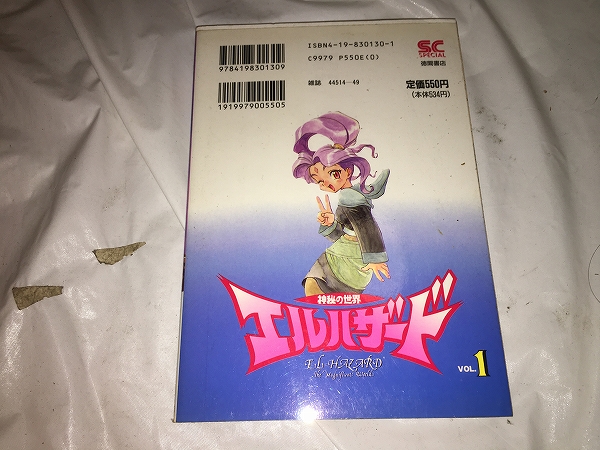 ISBN4-19-830130-1
C9979 P550E(0)
9784198301309
雑誌 44514-49
1919979005505
SC
SPECIAL
徳間書店
定価550円
(本体534円)
神秘の世界
エルハザード
EL-HAZARD
The Magnificent World
VOL.1